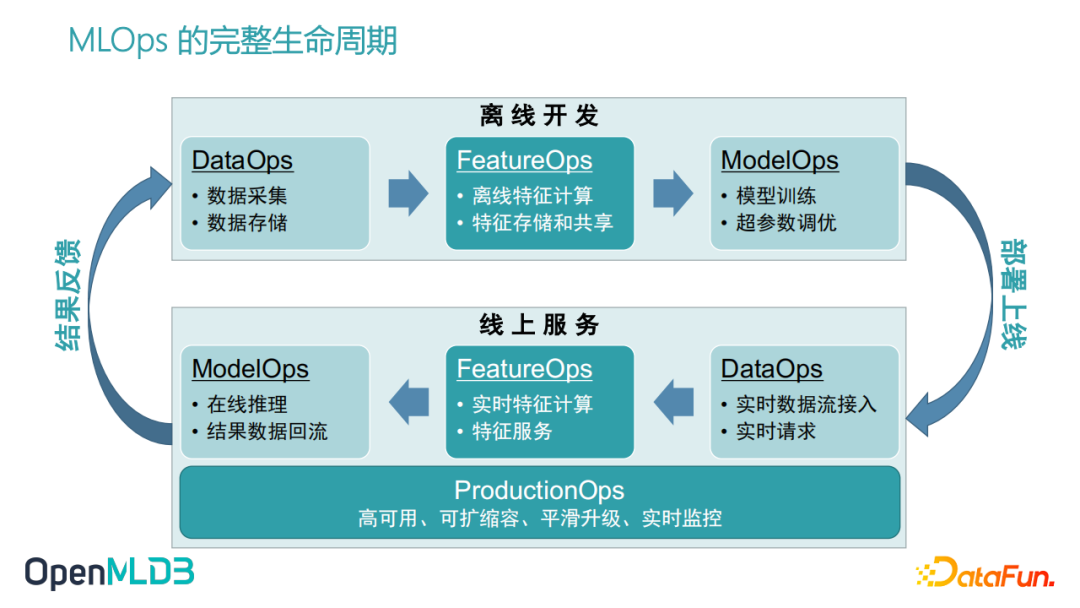 MLOps 的完整生命周期
离线开发
DataOps
• 数据采集
• 数据存储
FeatureOps
• 离线特征计算
• 特征存储和共享
ModelOps
• 模型训练
• 超参数调优
结果反馈
部署上线
线上服务
ModelOps
• 在线推理
• 结果数据回流
FeatureOps
• 实时特征计算
• 特征服务
DataOps
• 实时数据流接入
• 实时请求
ProductionOps
高可用、可扩缩容、平滑升级、实时监控
OpenMLDB
DataFun.